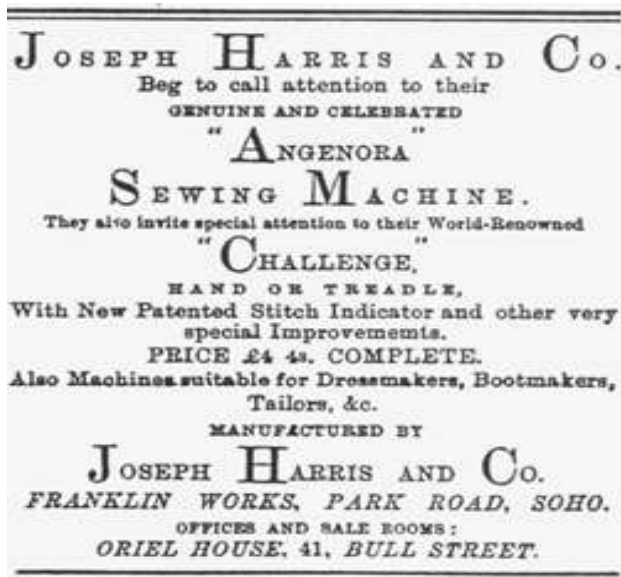 JOSEPH HARRIS AND CO.
Beg to call attention to their
GENUINE AND CELEBRATED
"ANGENORA"
SEWING MACHINE.
They also invite special attention to their World-Renowned
"CHALLENGE,"
HAND OR TREADLE,
With New Patented Stitch Indicator and other very
special Improvememts.
PRICE £4 4s. COMPLETE.
Also Machines suitable for Dressmakers, Bootmakers,
Tailors, &c.
MANUFACTURED BY
JOSEPH HARRIS AND CO.
FRANKLIN WORKS, PARK ROAD, SOHO.
OFFICES AND SALE ROOMS:
ORIEL HOUSE, 41, BULL STREET.